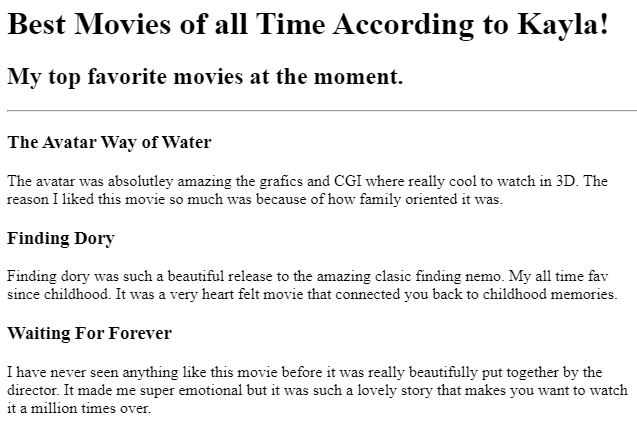 Best Movies of all Time According to Kayla!
My top favorite movies at the moment.
The Avatar Way of Water
The avatar was absolutley amazing the grafics and CGI where really cool to watch in 3D. The
reason I liked this movie so much was because of how family oriented it was.
Finding Dory
Finding dory was such a beautiful release to the amazing clasic finding nemo. My all time fav
since childhood. It was a very heart felt movie that connected you back to childhood memories.
Waiting For Forever
I have never seen anything like this movie before it was really beautifully put together by the
director. It made me super emotional but it was such a lovely story that makes you want to watch
it a million times over.